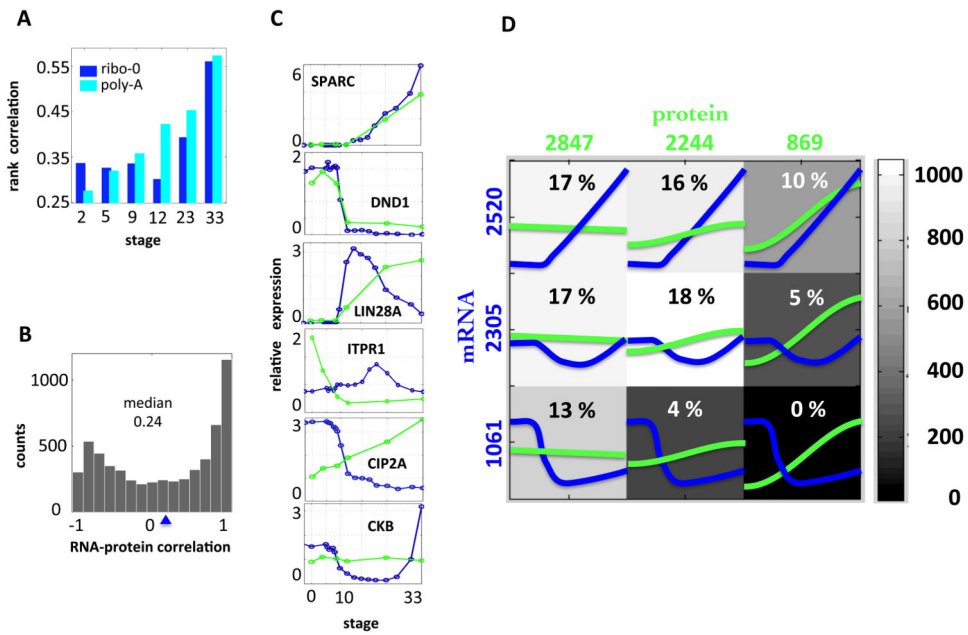 A
0.55
0.45
0.35
0.25
rank correlation
ribo-0
poly-A
2 5 9 12 23 33
stage
B
1000
500
0
counts
median
0.24
-1 0 1
RNA-protein correlation
C
relative expression
6
SPARC
0
2
DND1
0
3
LIN28A
0
2
ITPR1
0
3
CIP2A
0
3
CKB
0
0 10 33
stage
D
protein
2847 2244 869
mRNA
2520
17 % 16 % 10 %
2305
17 % 18 % 5 %
1061
13 % 4 % 0 %
1000
800
600
400
200
0